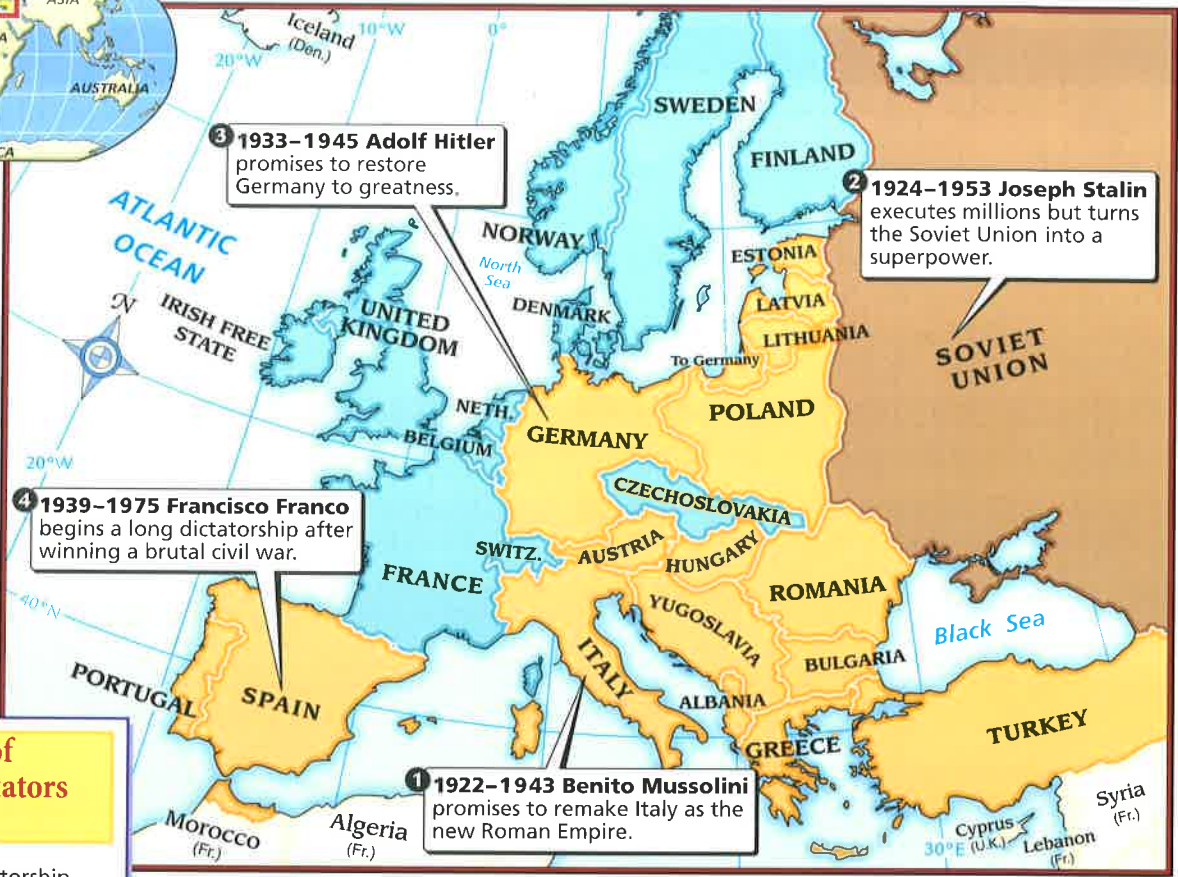 ASIA
AUSTRALIA
Iceland
(Den.)
20°W
10°W
0°
❸ 1933–1945 Adolf Hitler
promises to restore
Germany to greatness.
❷ 1924–1953 Joseph Stalin
executes millions but turns
the Soviet Union into a
superpower.
SWEDEN
FINLAND
NORWAY
ATLANTIC
OCEAN
North
Sea
ESTONIA
LATVIA
LITHUANIA
DENMARK
N
IRISH FREE
STATE
UNITED
KINGDOM
To Germany
SOVIET
UNION
NETH.
BELGIUM
GERMANY
POLAND
20°W
CZECHOSLOVAKIA
❹ 1939–1975 Francisco Franco
begins a long dictatorship after
winning a brutal civil war.
SWITZ.
AUSTRIA
HUNGARY
FRANCE
ROMANIA
40°N
YUGOSLAVIA
Black Sea
ITALY
BULGARIA
PORTUGAL
SPAIN
ALBANIA
GREECE
TURKEY
❶ 1922–1943 Benito Mussolini
promises to remake Italy as the
new Roman Empire.
Morocco
(Fr.)
Algeria
(Fr.)
30°E
Cyprus
(U.K.)
Lebanon
(Fr.)
Syria
(Fr.)
of